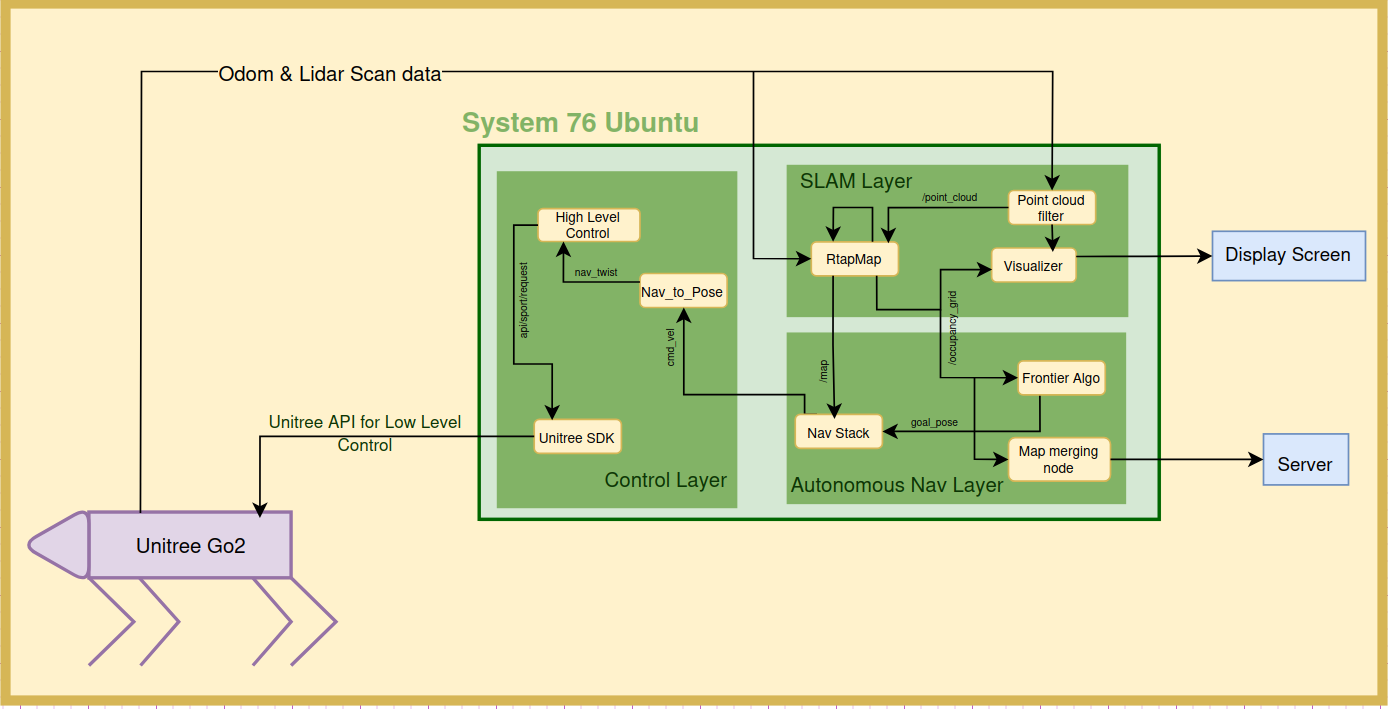 Odom & Lidar Scan data
System 76 Ubuntu
SLAM Layer
/point_cloud
Point cloud
filter
High Level
Control
RtapMap
Visualizer
Display Screen
nav_twist
Nav_to_Pose
api/sport/request
cmd_vel
/occupancy_grid
/map
Frontier Algo
goal_pose
Nav Stack
Unitree API for Low Level
Control
Unitree SDK
Map merging
node
Server
Control Layer
Autonomous Nav Layer
Unitree Go2